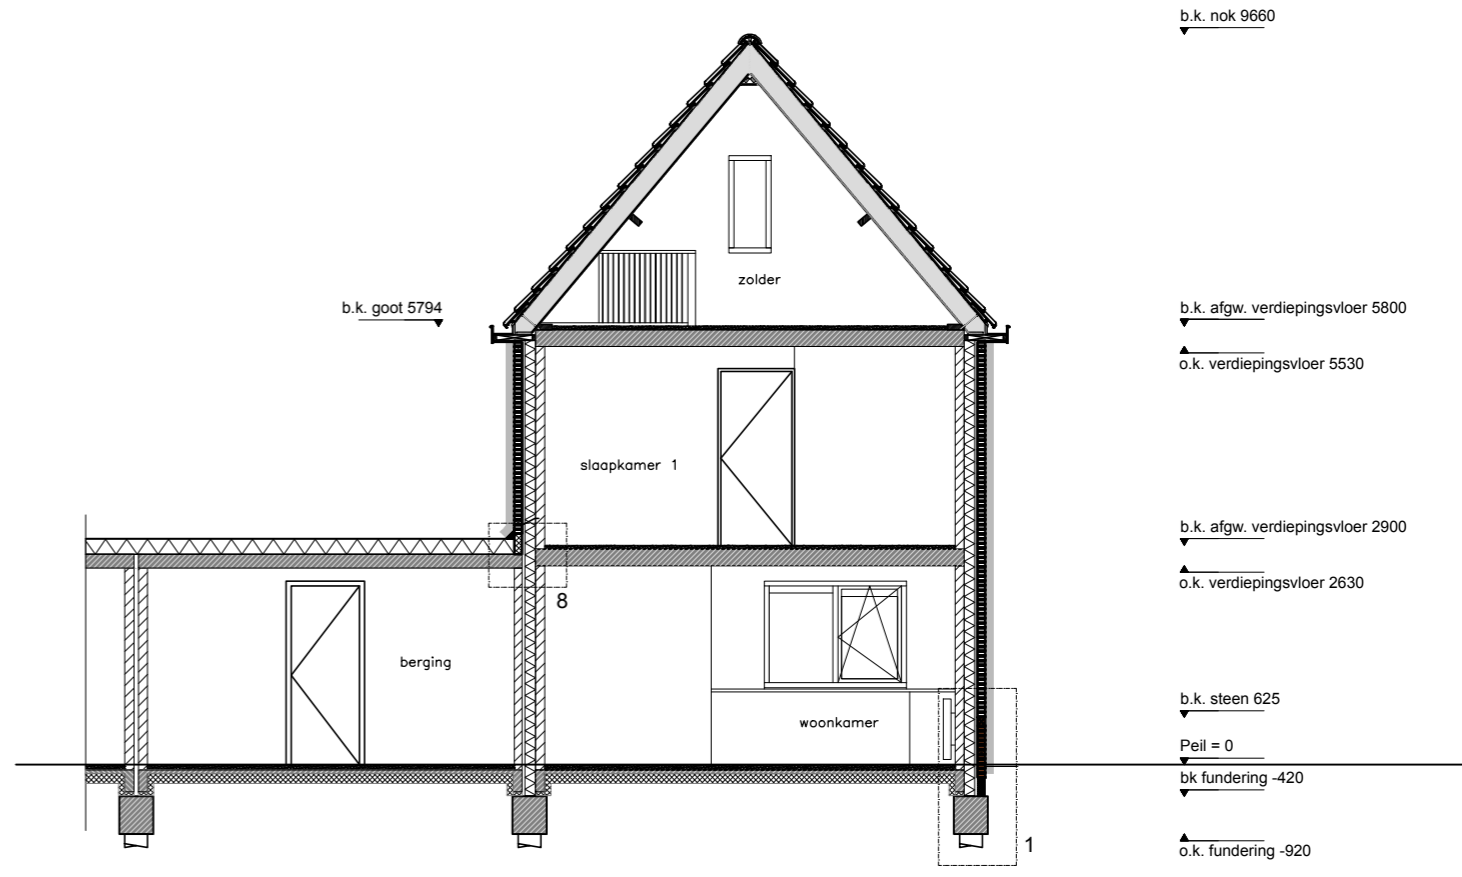 b.k. nok 9660
zolder
b.k. goot 5794
b.k. afgw. verdiepingsvloer 5800
o.k. verdiepingsvloer 5530
slaapkamer 1
b.k. afgw. verdiepingsvloer 2900
o.k. verdiepingsvloer 2630
8
berging
b.k. steen 625
woonkamer
Peil = 0
bk fundering -420
1
o.k. fundering -920